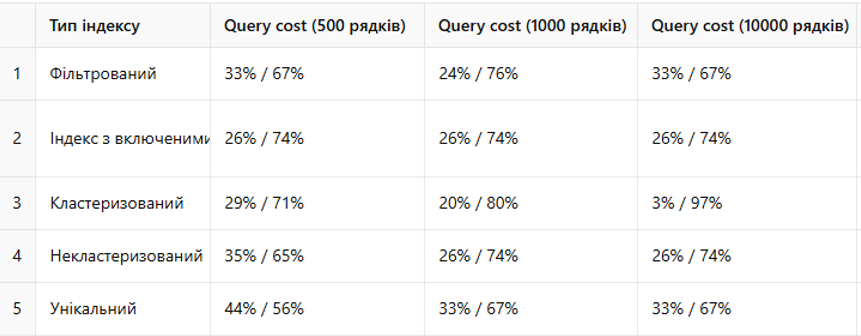 Тип індексу Query cost (500 рядків) Query cost (1000 рядків) Query cost (10000 рядків)
1 Фільтрований 33% / 67% 24% / 76% 33% / 67%
2 Індекс з включеними 26% / 74% 26% / 74% 26% / 74%
3 Кластеризований 29% / 71% 20% / 80% 3% / 97%
4 Некластеризований 35% / 65% 26% / 74% 26% / 74%
5 Унікальний 44% / 56% 33% / 67% 33% / 67%